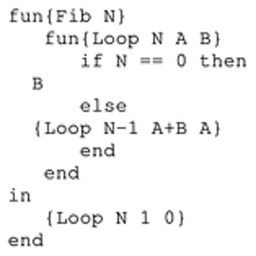 fun{Fib N}
fun{Loop N A B}
if N == 0 then
B
else
{Loop N-1 A+B A}
end
end
in
{Loop N 1 0}
end